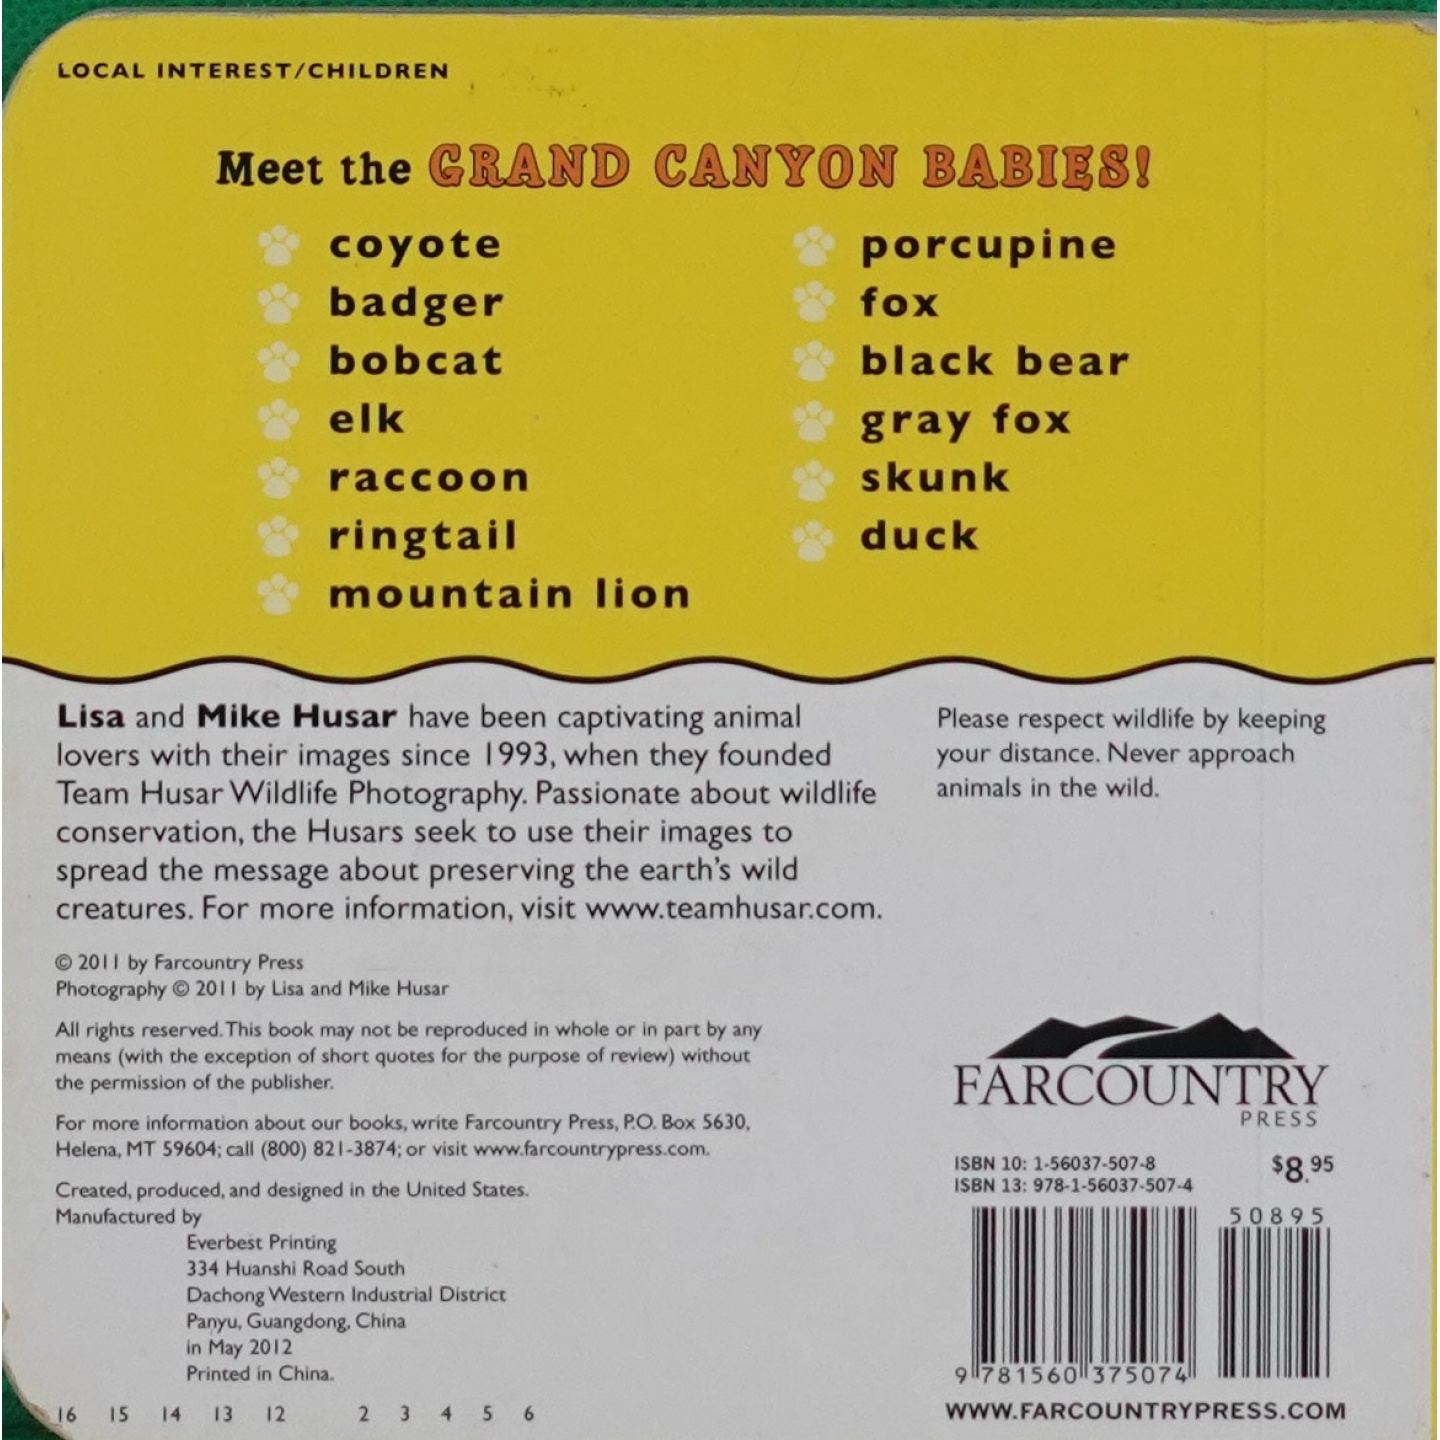 LOCAL INTEREST/CHILDREN
Meet the GRAND CANYON BABIES!
coyote
badger
bobcat
elk
raccoon
ringtail
mountain lion
porcupine
fox
black bear
gray fox
skunk
duck
Lisa and Mike Husar have been captivating animal
lovers with their images since 1993, when they founded
Team Husar Wildlife Photography. Passionate about wildlife
conservation, the Husars seek to use their images to
spread the message about preserving the earth's wild
creatures. For more information, visit www.teamhusar.com.
Please respect wildlife by keeping
your distance. Never approach
animals in the wild.
© 2011 by Farcountry Press
Photography © 2011 by Lisa and Mike Husar
All rights reserved. This book may not be reproduced in whole or in part by any
means (with the exception of short quotes for the purpose of review) without
the permission of the publisher.
For more information about our books, write Farcountry Press, P.O. Box 5630,
Helena, MT 59604; call (800) 821-3874; or visit www.farcountrypress.com.
Created, produced, and designed in the United States.
Manufactured by
Everbest Printing
334 Huanshi Road South
Dachong Western Industrial District
Panyu, Guangdong, China
in May 2012
Printed in China.
16 15 14 13 12 2 3 4 5 6
FARCOUNTRY
PRESS
ISBN 10: 1-56037-507-8
ISBN 13: 978-1-56037-507-4
$8.95
50895
9 781560 375074
WWW.FARCOUNTRYPRESS.COM